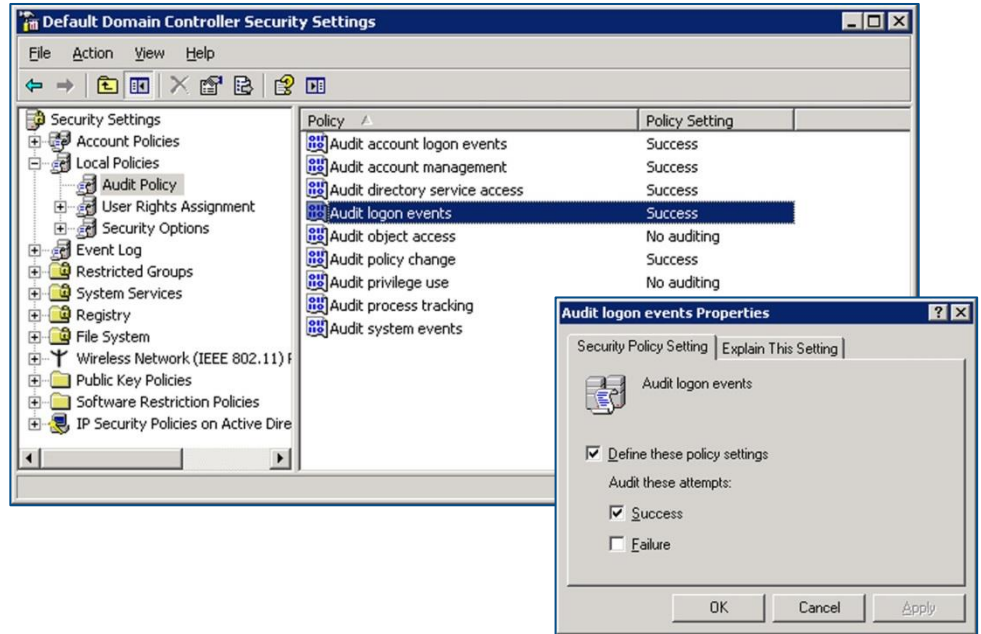 Default Domain Controller Security Settings
File Action View Help
Security Settings
Account Policies
Local Policies
Audit Policy
User Rights Assignment
Security Options
Event Log
Restricted Groups
System Services
Registry
File System
Wireless Network (IEEE 802.11) P
Public Key Policies
Software Restriction Policies
IP Security Policies on Active Dire
Policy Policy Setting
Audit account logon events Success
Audit account management Success
Audit directory service access Success
Audit logon events Success
Audit object access No auditing
Audit policy change Success
Audit privilege use No auditing
Audit process tracking
Audit system events
Audit logon events Properties
Security Policy Setting Explain This Setting
Audit logon events
Define these policy settings
Audit these attempts:
Success
Failure
OK Cancel Apply